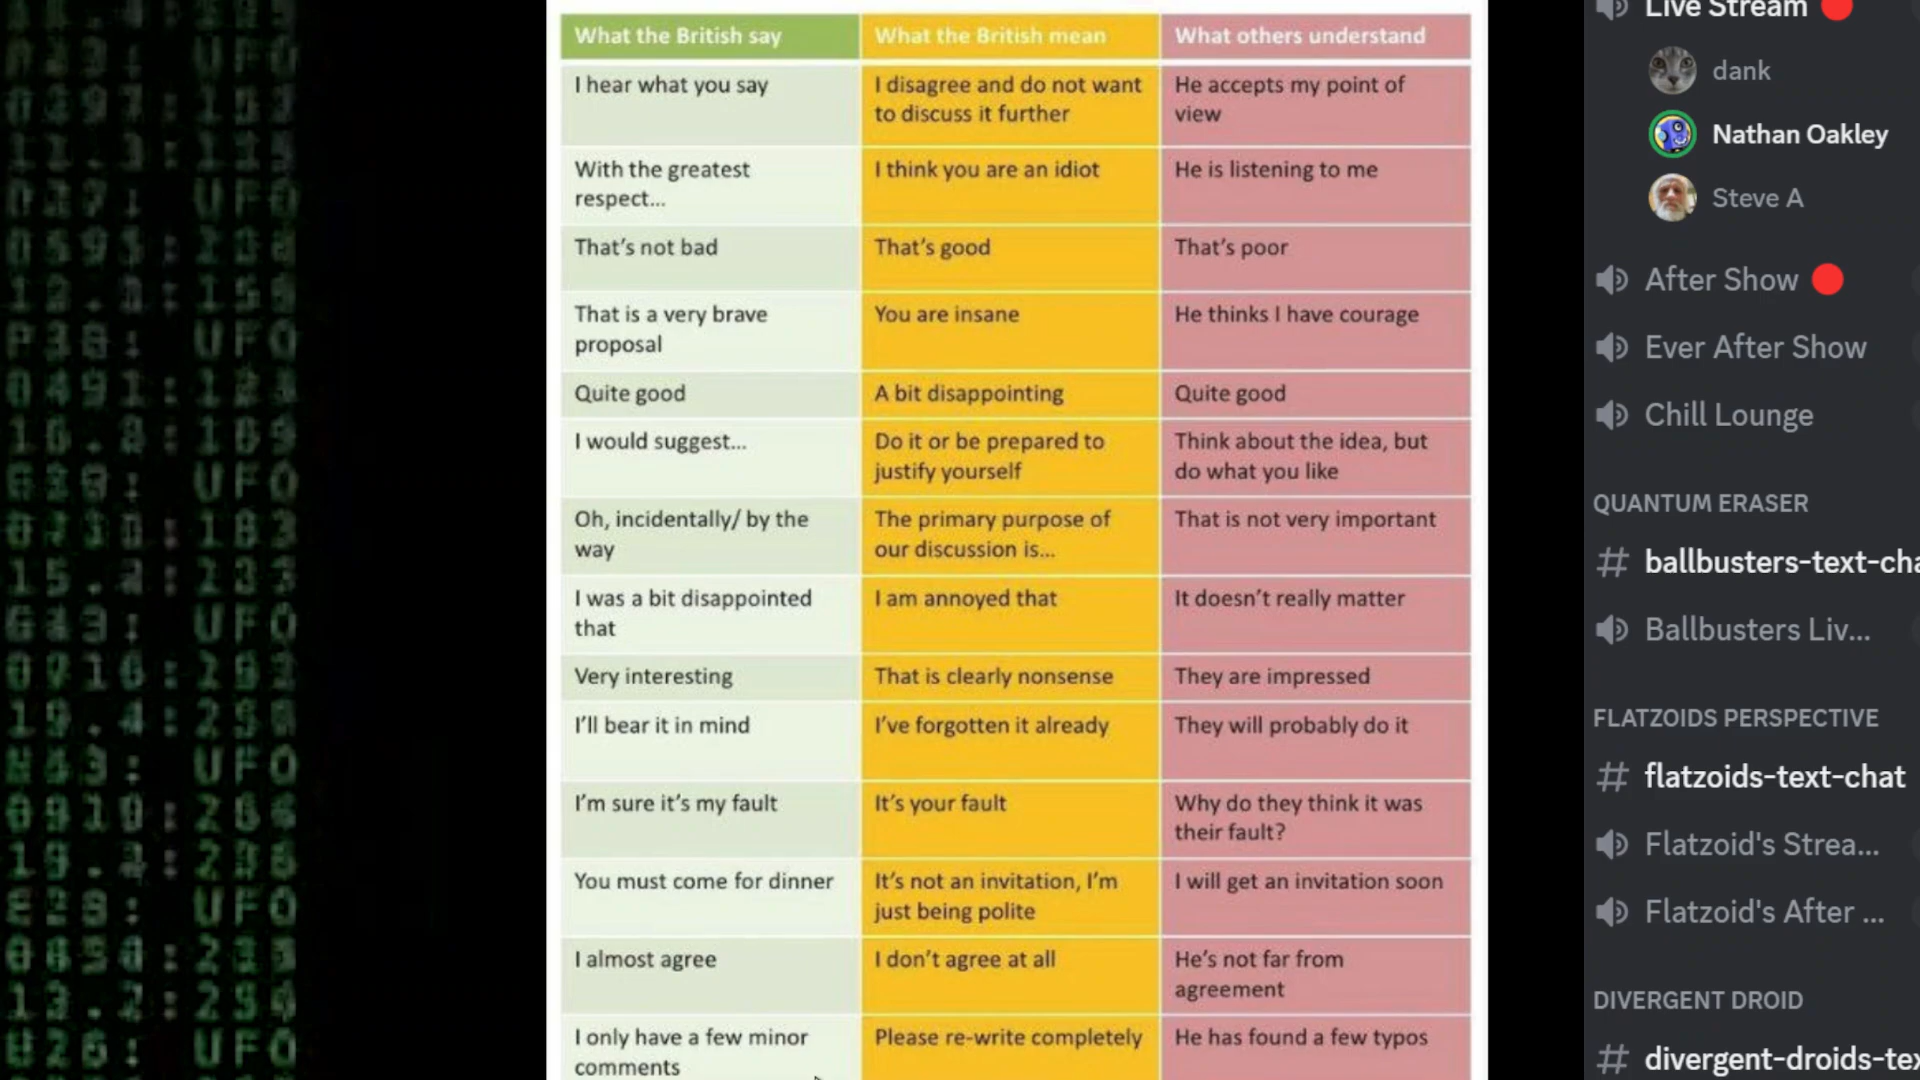 What the British say
What the British mean
What others understand
I hear what you say
I disagree and do not want
to discuss it further
He accepts my point of
view
With the greatest
respect...
I think you are an idiot
He is listening to me
That's not bad
That's good
That's poor
That is a very brave
proposal
You are insane
He thinks I have courage
Quite good
A bit disappointing
Quite good
I would suggest...
Do it or be prepared to
justify yourself
Think about the idea, but
do what you like
Oh, incidentally/ by the
way
The primary purpose of
our discussion is...
That is not very important
I was a bit disappointed
that
I am annoyed that
It doesn't really matter
Very interesting
That is clearly nonsense
They are impressed
I'll bear it in mind
I've forgotten it already
They will probably do it
I'm sure it's my fault
It's your fault
Why do they think it was
their fault?
You must come for dinner
It's not an invitation, I'm
just being polite
I will get an invitation soon
I almost agree
I don't agree at all
He's not far from
agreement
I only have a few minor
comments
Please re-write completely
He has found a few typos
Live Stream
dank
Nathan Oakley
Steve A
After Show
Ever After Show
Chill Lounge
QUANTUM ERASER
# ballbusters-text-cha
Ballbusters Liv...
FLATZOIDS PERSPECTIVE
# flatzoids-text-chat
Flatzoid's Strea...
Flatzoid's After ...
DIVERGENT DROID
# divergent-droids-tex
UFO
UFO
UFO
UFO
UFO
UFO
UFO
UFO